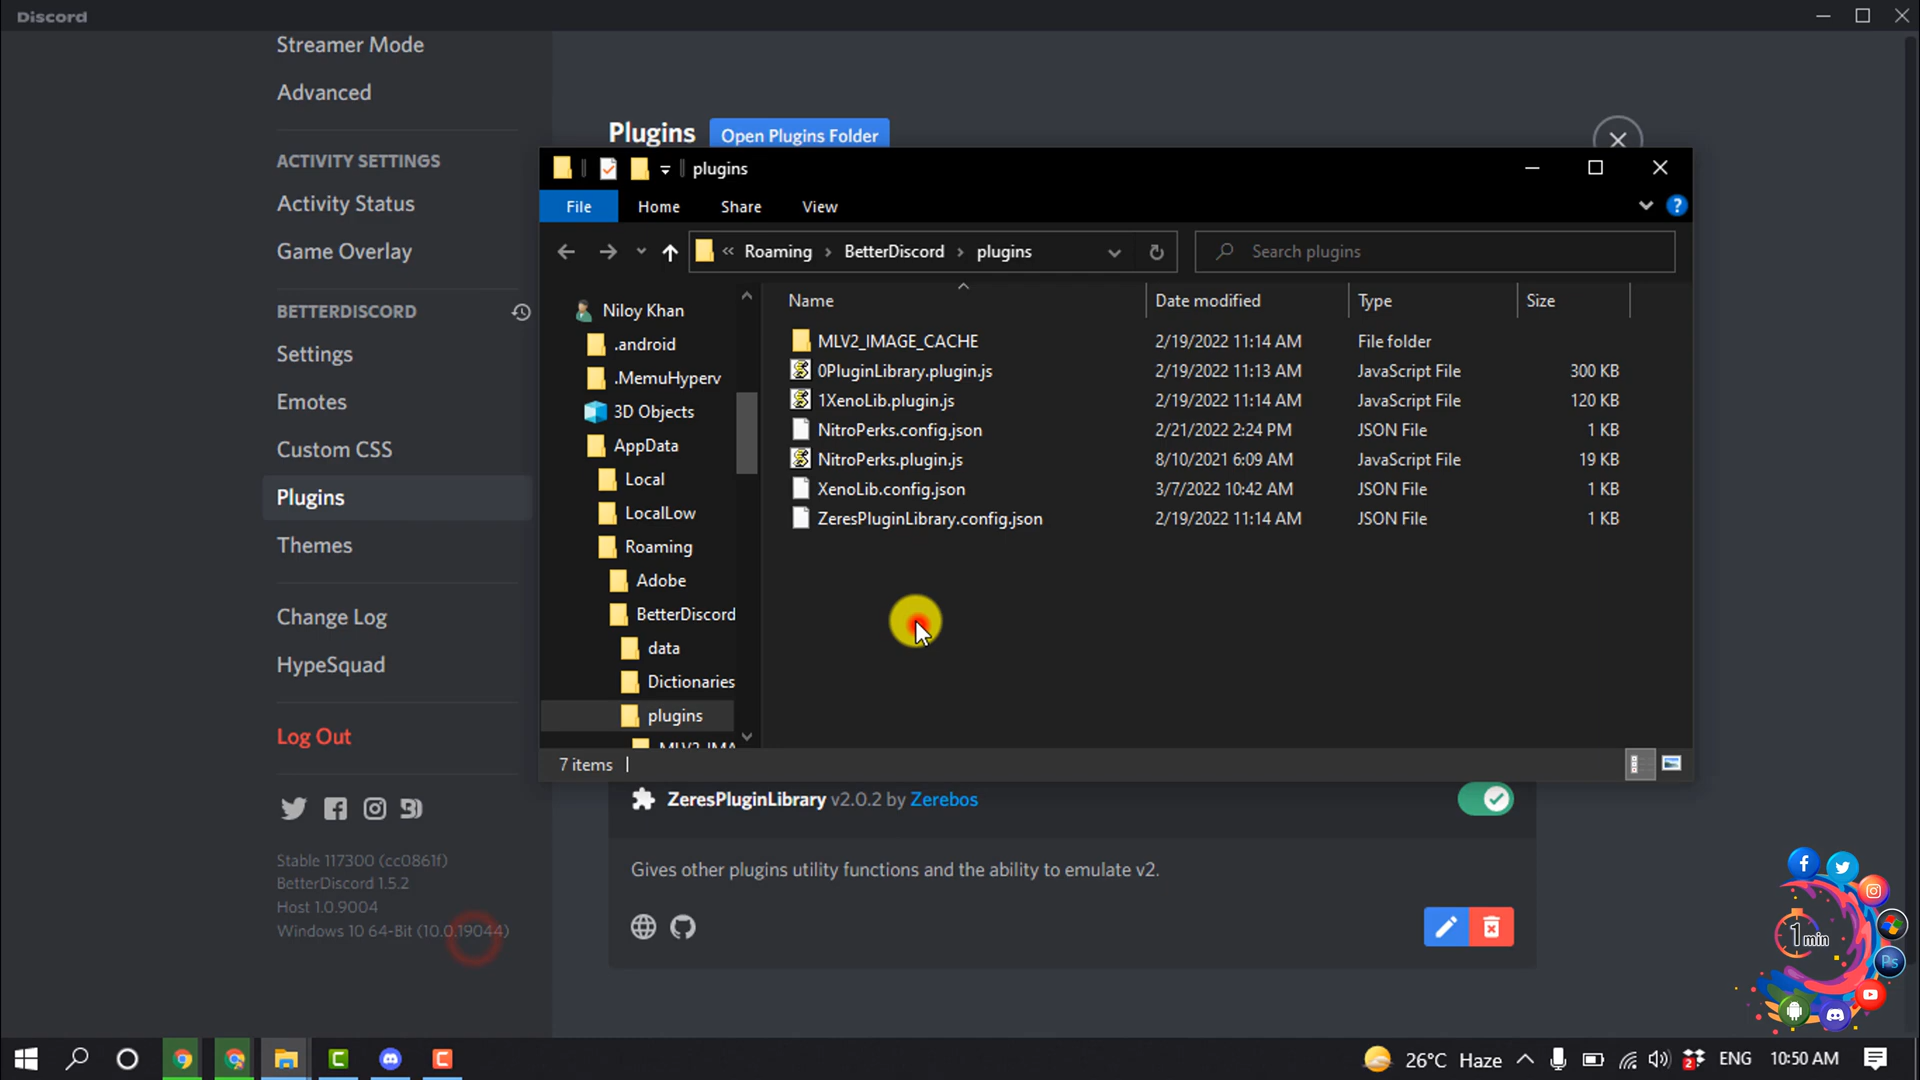 Discord
Streamer Mode
Advanced
ACTIVITY SETTINGS
Activity Status
Game Overlay
BETTERDISCORD
Settings
Emotes
Custom CSS
Plugins
Themes
Change Log
HypeSquad
Log Out
Stable 117300 (cc0861f)
BetterDiscord 1.5.2
Host 1.0.9004
Windows 10 64-Bit (10.0.19044)
Plugins Open Plugins Folder
plugins
File Home Share View
« Roaming › BetterDiscord › plugins
Search plugins
Niloy Khan
.android
.MemuHyperv
3D Objects
AppData
Local
LocalLow
Roaming
Adobe
BetterDiscord
data
Dictionaries
plugins
MLV2_IMA
Name Date modified Type Size
MLV2_IMAGE_CACHE 2/19/2022 11:14 AM File folder
0PluginLibrary.plugin.js 2/19/2022 11:13 AM JavaScript File 300 KB
1XenoLib.plugin.js 2/19/2022 11:14 AM JavaScript File 120 KB
NitroPerks.config.json 2/21/2022 2:24 PM JSON File 1 KB
NitroPerks.plugin.js 8/10/2021 6:09 AM JavaScript File 19 KB
XenoLib.config.json 3/7/2022 10:42 AM JSON File 1 KB
ZeresPluginLibrary.config.json 2/19/2022 11:14 AM JSON File 1 KB
7 items
ZeresPluginLibrary v2.0.2 by Zerebos
Gives other plugins utility functions and the ability to emulate v2.
1 min
Ps
26°C Haze
2
ENG
10:50 AM